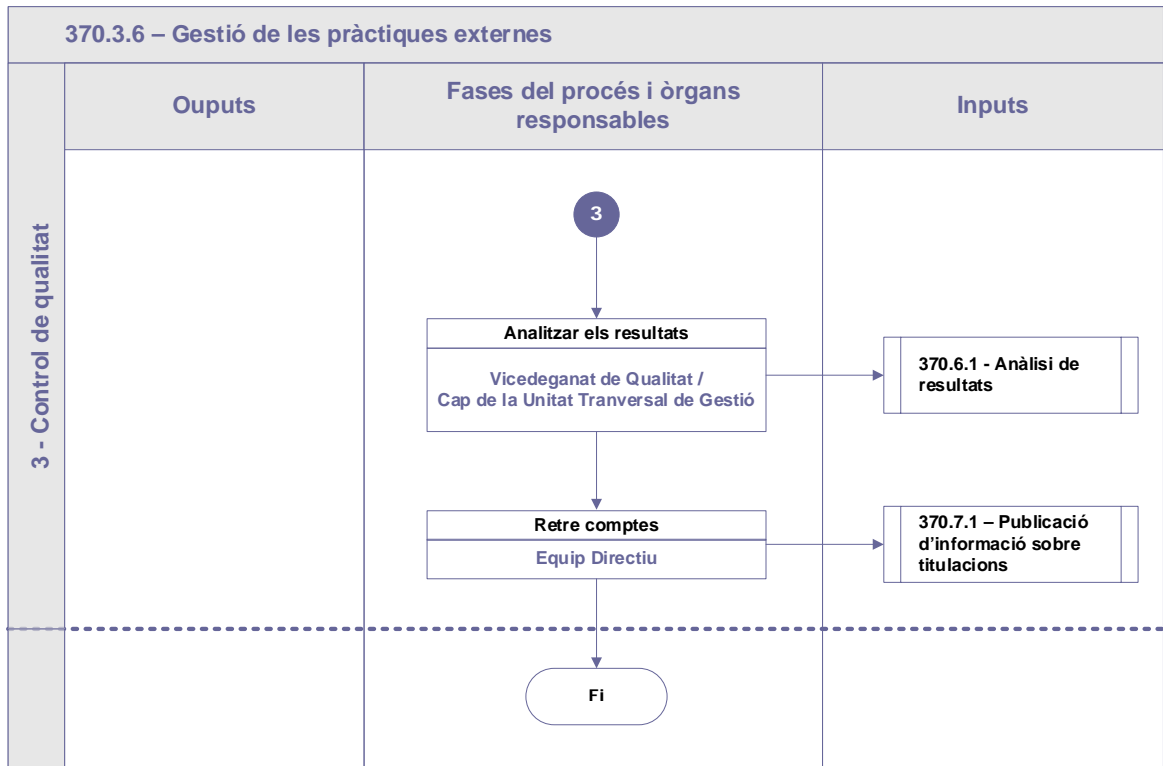 370.3.6 – Gestió de les pràctiques externes
Ouputs
Fases del procés i òrgans
responsables
Inputs
3 - Control de qualitat
3
Analitzar els resultats
Vicedeganat de Qualitat /
Cap de la Unitat Tranversal de Gestió
370.6.1 - Anàlisi de
resultats
Retre comptes
Equip Directiu
370.7.1 – Publicació
d’informació sobre
titulacions
Fi